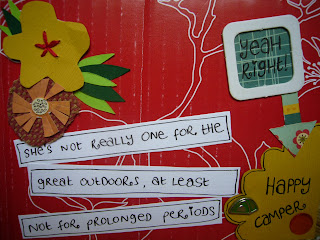 YEAH
RIGHT!
SHE'S NOT REALLY ONE FOR THE
GREAT OUTDOORS, AT LEAST
NOT FOR PROLONGED PERIODS
HAPPY
CAMPER